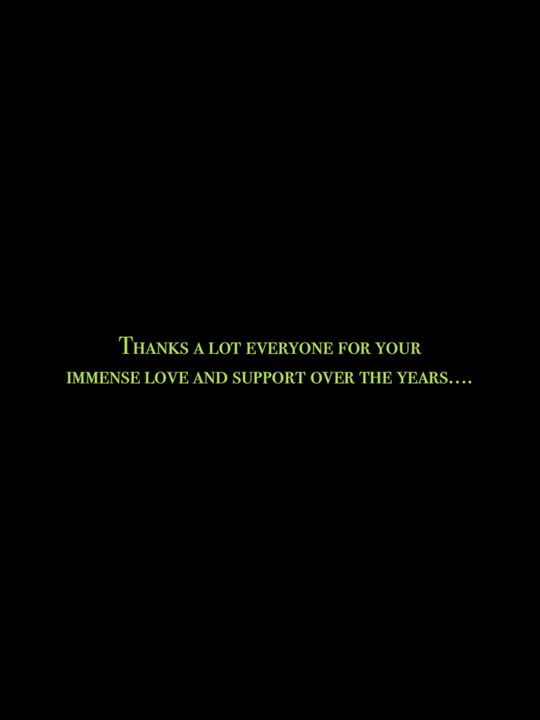 Thanks a lot everyone for your
immense love and support over the years....